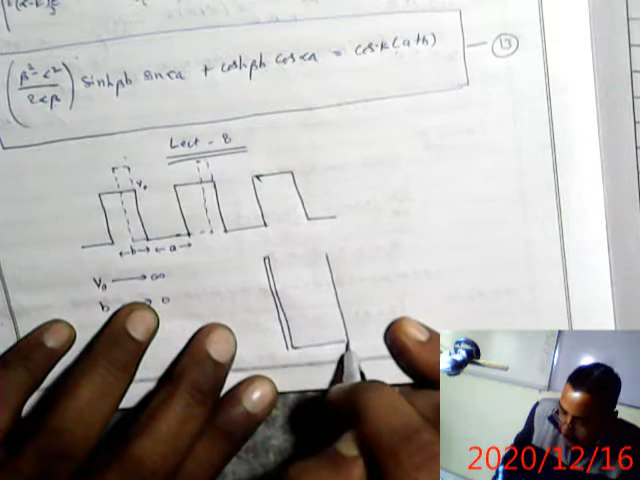 (β² - α² / 2αβ) sinhβb sinαa + coshβb cosαa = cos k(a+b) — (13)
Lect - 8
V₀
← b → ← a →
V₀ → ∞
b → 0
2020/12/16